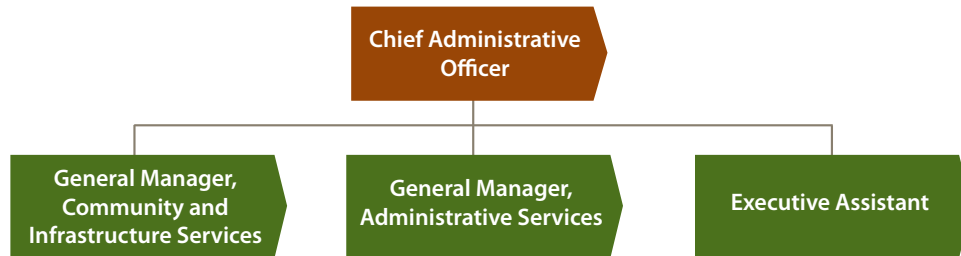 Chief Administrative
Officer
General Manager,
Community and
Infrastructure Services
General Manager,
Administrative Services
Executive Assistant